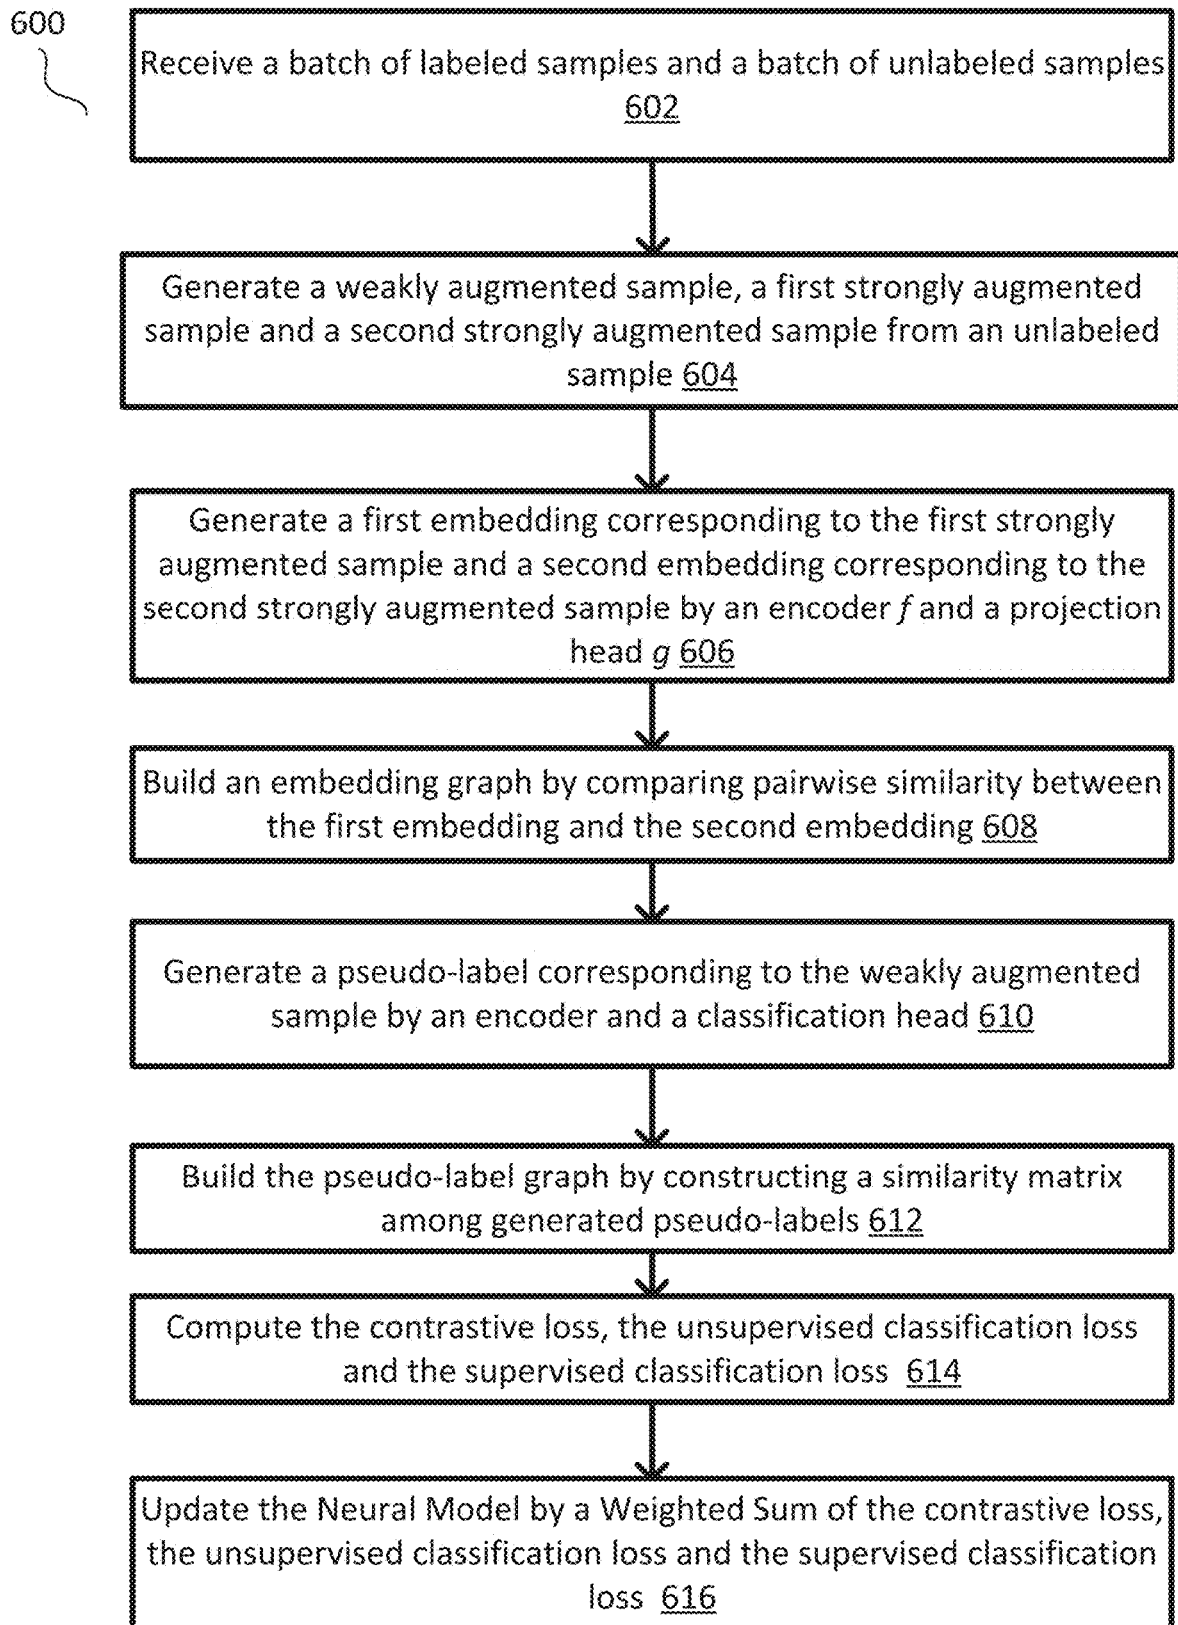 600
Receive a batch of labeled samples and a batch of unlabeled samples
602
Generate a weakly augmented sample, a first strongly augmented
sample and a second strongly augmented sample from an unlabeled
sample 604
Generate a first embedding corresponding to the first strongly
augmented sample and a second embedding corresponding to the
second strongly augmented sample by an encoder f and a projection
head g 606
Build an embedding graph by comparing pairwise similarity between
the first embedding and the second embedding 608
Generate a pseudo-label corresponding to the weakly augmented
sample by an encoder and a classification head 610
Build the pseudo-label graph by constructing a similarity matrix
among generated pseudo-labels 612
Compute the contrastive loss, the unsupervised classification loss
and the supervised classification loss 614
Update the Neural Model by a Weighted Sum of the contrastive loss,
the unsupervised classification loss and the supervised classification
loss 616